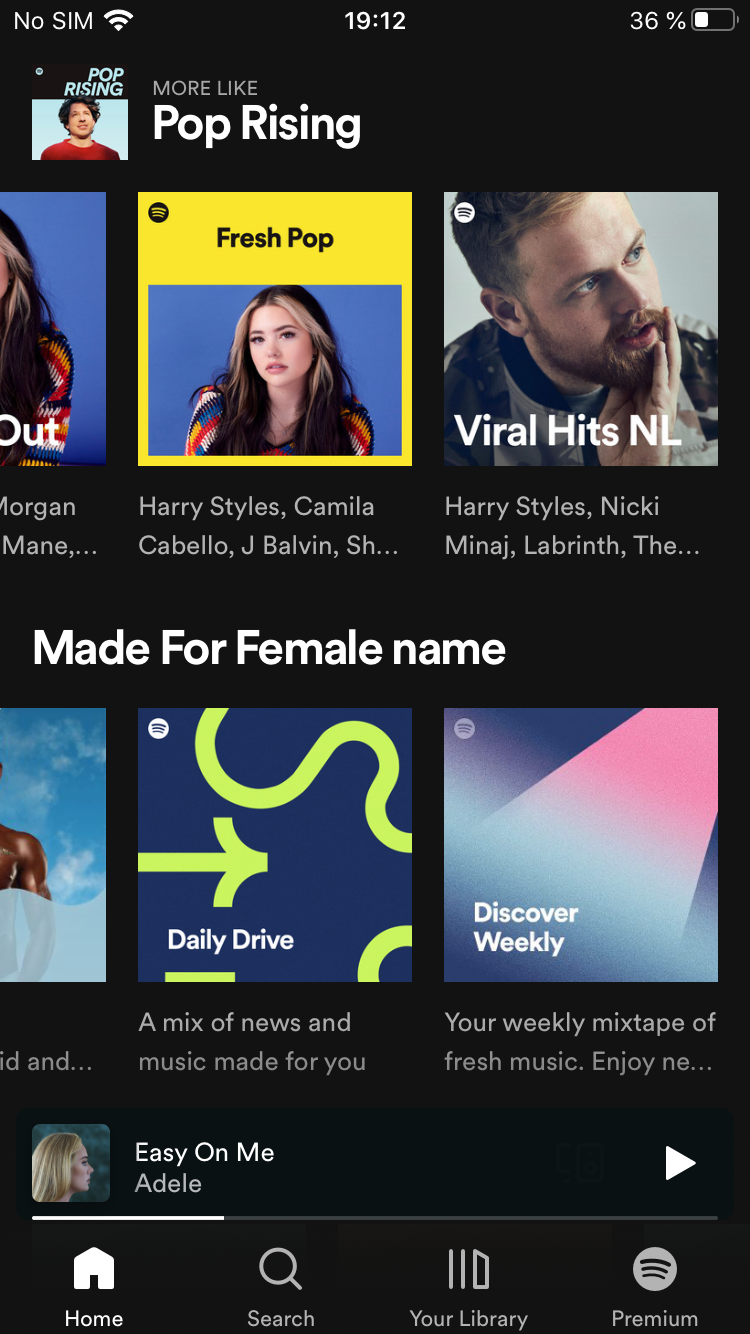 No SIM 19:12 36 %
POP
RISING
MORE LIKE
Pop Rising
Out
Fresh Pop
Viral Hits NL
Morgan
Mane,...
Harry Styles, Camila
Cabello, J Balvin, Sh...
Harry Styles, Nicki
Minaj, Labrinth, The...
Made For Female name
Daily Drive
Discover
Weekly
id and...
A mix of news and
music made for you
Your weekly mixtape of
fresh music. Enjoy ne...
Easy On Me
Adele
Home Search Your Library Premium